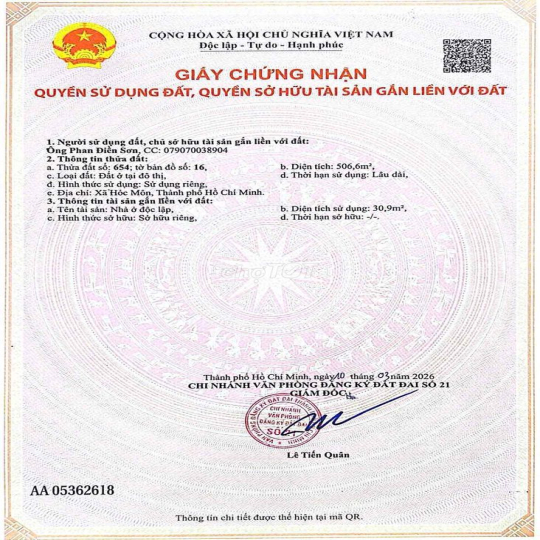 CỘNG HÒA XÃ HỘI CHỦ NGHĨA VIỆT NAM
Độc lập - Tự do - Hạnh phúc
GIẤY CHỨNG NHẬN
QUYỀN SỬ DỤNG ĐẤT, QUYỀN SỞ HỮU TÀI SẢN GẮN LIỀN VỚI ĐẤT
1. Người sử dụng đất, chủ sở hữu tài sản gắn liền với đất:
Ông Phan Điền Sơn, CC: 079070038904
2. Thông tin thửa đất:
a. Thửa đất số: 654; tờ bản đồ số: 16, b. Diện tích: 506,6m²,
c. Loại đất: Đất ở tại đô thị, d. Thời hạn sử dụng: Lâu dài,
đ. Hình thức sử dụng: Sử dụng riêng,
e. Địa chỉ: Xã Hóc Môn, Thành phố Hồ Chí Minh.
3. Thông tin tài sản gắn liền với đất:
a. Tên tài sản: Nhà ở độc lập, b. Diện tích sử dụng: 30,9m²,
c. Hình thức sở hữu: Sở hữu riêng, d. Thời hạn sở hữu: -/-.
Thành phố Hồ Chí Minh, ngày 10 tháng 03 năm 2026
CHI NHÁNH VĂN PHÒNG ĐĂNG KÝ ĐẤT ĐAI SỐ 21
GIÁM ĐỐC
CHI NHÁNH
VĂN PHÒNG
ĐĂNG KÝ ĐẤT ĐAI
Lê Tiến Quân
AA 05362618
Thông tin chi tiết được thể hiện tại mã QR.